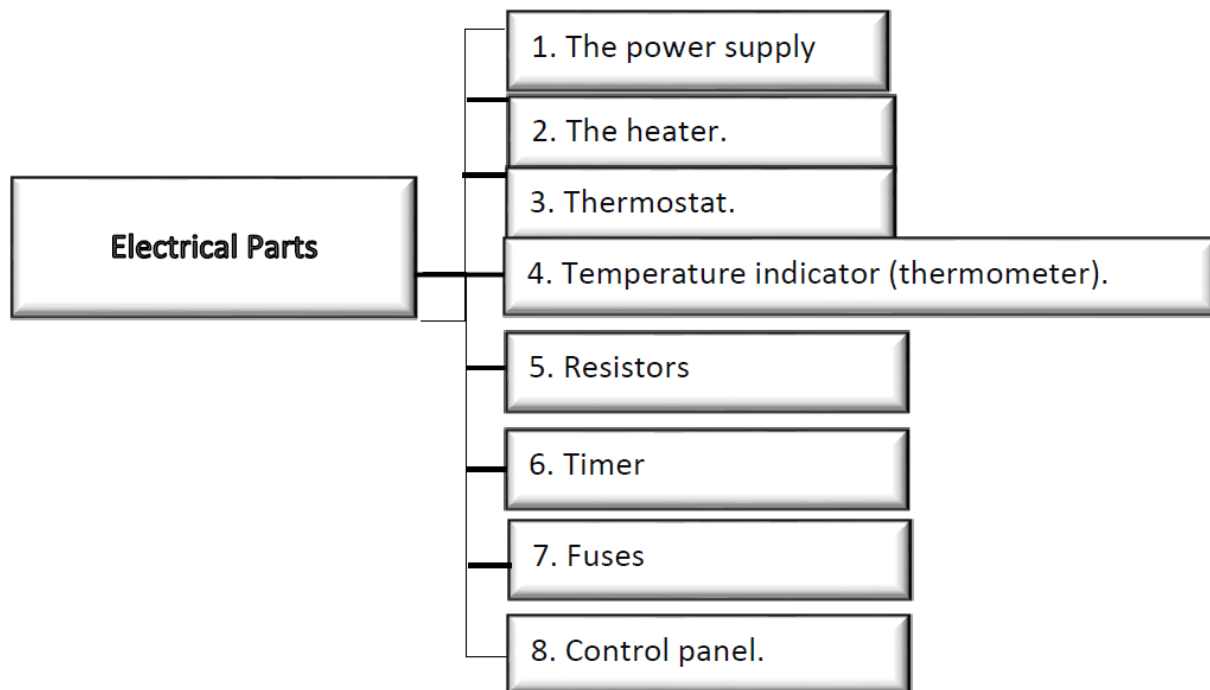 1. The power supply
2. The heater.
3. Thermostat.
Electrical Parts
4. Temperature indicator (thermometer).
5. Resistors
6. Timer
7. Fuses
8. Control panel.